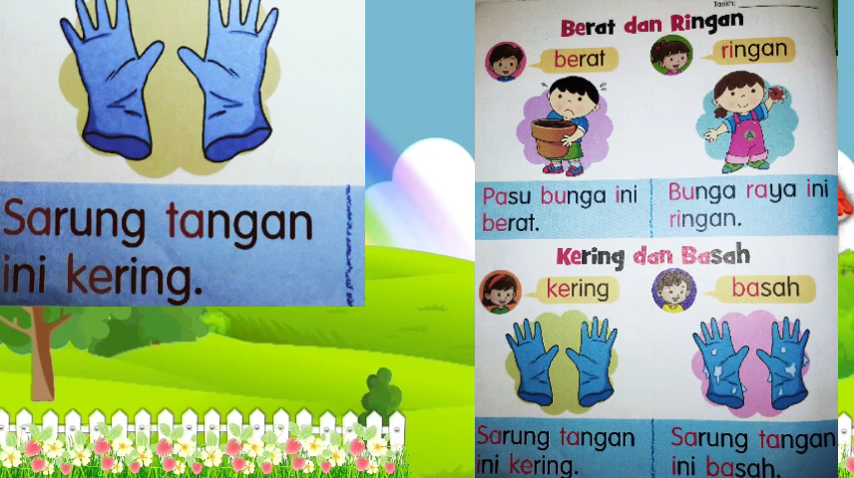 Sarung tangan
ini kering.
Tarikh:
Berat dan Ringan
berat
ringan
Pasu bunga ini
berat.
Bunga raya ini
ringan.
Kering dan Basah
kering
basah
Sarung tangan
ini kering.
Sarung tangan
ini basah.